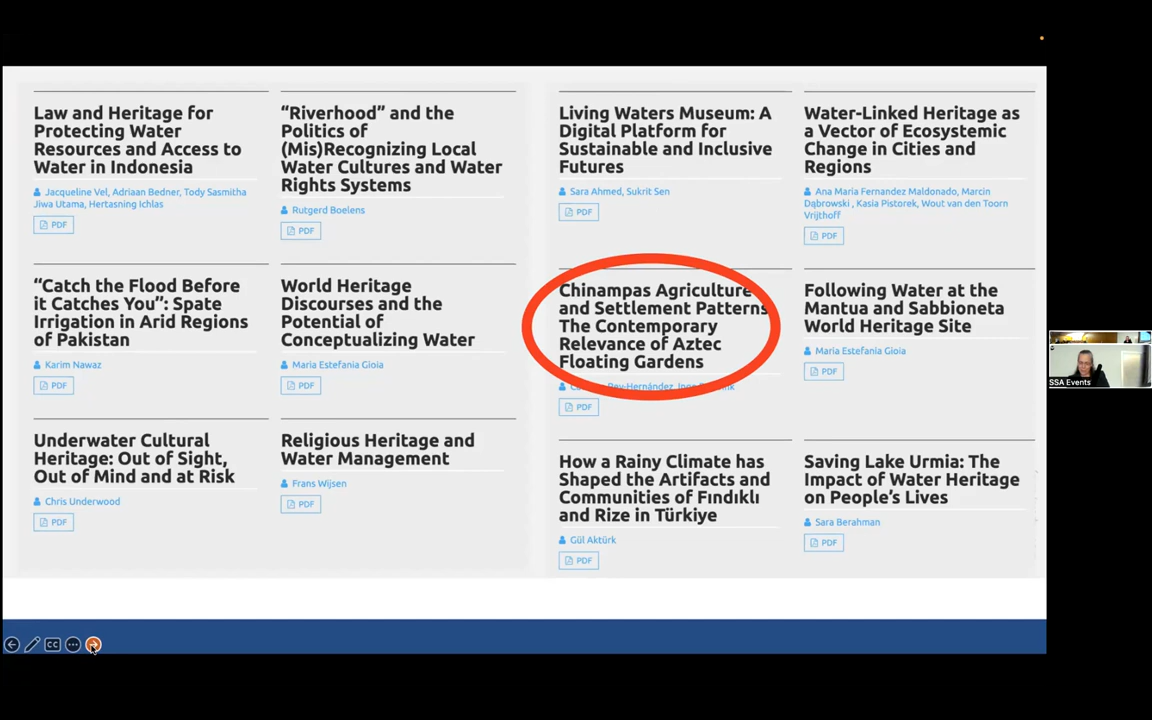 Law and Heritage for
Protecting Water
Resources and Access to
Water in Indonesia
Jacqueline Vel, Adriaan Bedner, Tody Sasmitha
Jiwa Utama, Hertasning Ichlas
PDF
“Riverhood” and the
Politics of
(Mis)Recognizing Local
Water Cultures and Water
Rights Systems
Rutgerd Boelens
PDF
Living Waters Museum: A
Digital Platform for
Sustainable and Inclusive
Futures
Sara Ahmed, Sukrit Sen
PDF
Water-Linked Heritage as
a Vector of Ecosystemic
Change in Cities and
Regions
Ana Maria Fernandez Maldonado, Marcin
Dąbrowski , Kasia Pistorek, Wout van den Toorn
Vrijthoff
PDF
“Catch the Flood Before
it Catches You”: Spate
Irrigation in Arid Regions
of Pakistan
Karim Nawaz
PDF
World Heritage
Discourses and the
Potential of
Conceptualizing Water
Maria Estefania Gioia
PDF
Chinampas Agriculture
and Settlement Patterns
The Contemporary
Relevance of Aztec
Floating Gardens
Rey-Hernández,
PDF
Following Water at the
Mantua and Sabbioneta
World Heritage Site
Maria Estefania Gioia
PDF
Underwater Cultural
Heritage: Out of Sight,
Out of Mind and at Risk
Chris Underwood
PDF
Religious Heritage and
Water Management
Frans Wijsen
PDF
How a Rainy Climate has
Shaped the Artifacts and
Communities of Fındıklı
and Rize in Türkiye
Gül Aktürk
PDF
Saving Lake Urmia: The
Impact of Water Heritage
on People’s Lives
Sara Berahman
PDF
SSA Events
CC